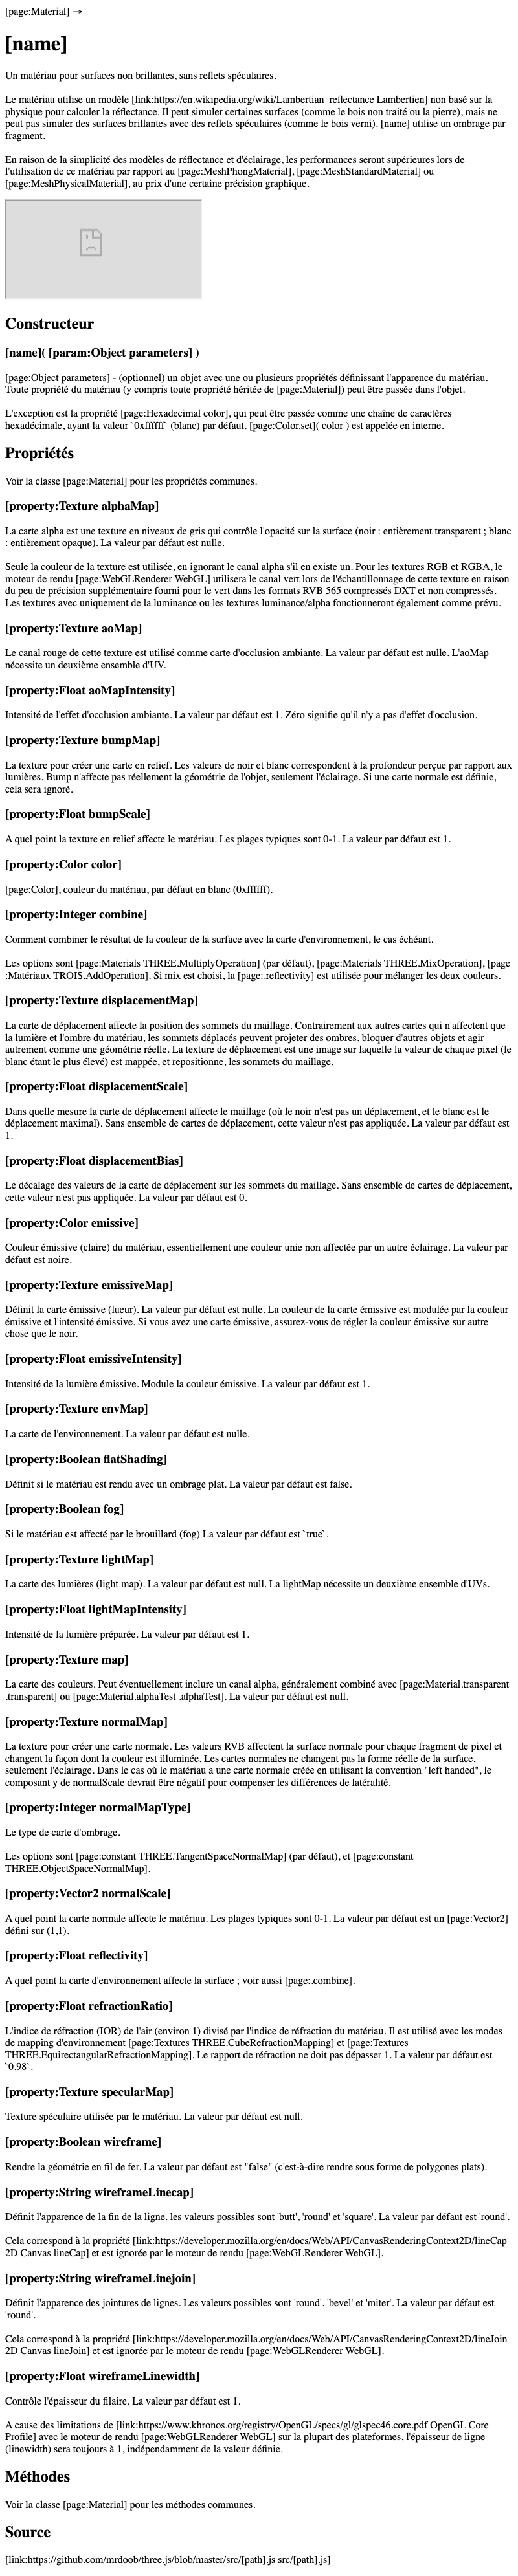 [page:Material] →
[name]
Un matériau pour surfaces non brillantes, sans reflets spéculaires.
Le matériau utilise un modèle [link:https://en.wikipedia.org/wiki/Lambertian_reflectance Lambertien] non basé sur la
physique pour calculer la réflectance. Il peut simuler certaines surfaces (comme le bois non traité ou la pierre), mais ne
peut pas simuler des surfaces brillantes avec des reflets spéculaires (comme le bois verni). [name] utilise un ombrage par
fragment.
En raison de la simplicité des modèles de réflectance et d'éclairage, les performances seront supérieures lors de
l'utilisation de ce matériau par rapport au [page:MeshPhongMaterial], [page:MeshStandardMaterial] ou
[page:MeshPhysicalMaterial], au prix d'une certaine précision graphique.
Constructeur
[name]( [param:Object parameters] )
[page:Object parameters] - (optionnel) un objet avec une ou plusieurs propriétés définissant l'apparence du matériau.
Toute propriété du matériau (y compris toute propriété héritée de [page:Material]) peut être passée dans l'objet.
L'exception est la propriété [page:Hexadecimal color], qui peut être passée comme une chaîne de caractères
hexadécimale, ayant la valeur `0xffffff` (blanc) par défaut. [page:Color.set]( color ) est appelée en interne.
Propriétés
Voir la classe [page:Material] pour les propriétés communes.
[property:Texture alphaMap]
La carte alpha est une texture en niveaux de gris qui contrôle l'opacité sur la surface (noir : entièrement transparent ; blanc
: entièrement opaque). La valeur par défaut est nulle.
Seule la couleur de la texture est utilisée, en ignorant le canal alpha s'il en existe un. Pour les textures RGB et RGBA, le
moteur de rendu [page:WebGLRenderer WebGL] utilisera le canal vert lors de l'échantillonnage de cette texture en raison
du peu de précision supplémentaire fourni pour le vert dans les formats RVB 565 compressés DXT et non compressés.
Les textures avec uniquement de la luminance ou les textures luminance/alpha fonctionneront également comme prévu.
[property:Texture aoMap]
Le canal rouge de cette texture est utilisé comme carte d'occlusion ambiante. La valeur par défaut est nulle. L'aoMap
nécessite un deuxième ensemble d'UV.
[property:Float aoMapIntensity]
Intensité de l'effet d'occlusion ambiante. La valeur par défaut est 1. Zéro signifie qu'il n'y a pas d'effet d'occlusion.
[property:Texture bumpMap]
La texture pour créer une carte en relief. Les valeurs de noir et blanc correspondent à la profondeur perçue par rapport aux
lumières. Bump n'affecte pas réellement la géométrie de l'objet, seulement l'éclairage. Si une carte normale est définie,
cela sera ignoré.
[property:Float bumpScale]
A quel point la texture en relief affecte le matériau. Les plages typiques sont 0-1. La valeur par défaut est 1.
[property:Color color]
[page:Color], couleur du matériau, par défaut en blanc (0xffffff).
[property:Integer combine]
Comment combiner le résultat de la couleur de la surface avec la carte d'environnement, le cas échéant.
Les options sont [page:Materials THREE.MultiplyOperation] (par défaut), [page:Materials THREE.MixOperation], [page
:Matériaux TROIS.AddOperation]. Si mix est choisi, la [page:.reflectivity] est utilisée pour mélanger les deux couleurs.
[property:Texture displacementMap]
La carte de déplacement affecte la position des sommets du maillage. Contrairement aux autres cartes qui n'affectent que
la lumière et l'ombre du matériau, les sommets déplacés peuvent projeter des ombres, bloquer d'autres objets et agir
autrement comme une géométrie réelle. La texture de déplacement est une image sur laquelle la valeur de chaque pixel (le
blanc étant le plus élevé) est mappée, et repositionne, les sommets du maillage.
[property:Float displacementScale]
Dans quelle mesure la carte de déplacement affecte le maillage (où le noir n'est pas un déplacement, et le blanc est le
déplacement maximal). Sans ensemble de cartes de déplacement, cette valeur n'est pas appliquée. La valeur par défaut est
1.
[property:Float displacementBias]
Le décalage des valeurs de la carte de déplacement sur les sommets du maillage. Sans ensemble de cartes de déplacement,
cette valeur n'est pas appliquée. La valeur par défaut est 0.
[property:Color emissive]
Couleur émissive (claire) du matériau, essentiellement une couleur unie non affectée par un autre éclairage. La valeur par
défaut est noire.
[property:Texture emissiveMap]
Définit la carte émissive (lueur). La valeur par défaut est nulle. La couleur de la carte émissive est modulée par la couleur
émissive et l'intensité émissive. Si vous avez une carte émissive, assurez-vous de régler la couleur émissive sur autre
chose que le noir.
[property:Float emissiveIntensity]
Intensité de la lumière émissive. Module la couleur émissive. La valeur par défaut est 1.
[property:Texture envMap]
La carte de l'environnement. La valeur par défaut est nulle.
[property:Boolean flatShading]
Définit si le matériau est rendu avec un ombrage plat. La valeur par défaut est false.
[property:Boolean fog]
Si le matériau est affecté par le brouillard (fog) La valeur par défaut est `true`.
[property:Texture lightMap]
La carte des lumières (light map). La valeur par défaut est null. La lightMap nécessite un deuxième ensemble d'UVs.
[property:Float lightMapIntensity]
Intensité de la lumière préparée. La valeur par défaut est 1.
[property:Texture map]
La carte des couleurs. Peut éventuellement inclure un canal alpha, généralement combiné avec [page:Material.transparent
.transparent] ou [page:Material.alphaTest .alphaTest]. La valeur par défaut est null.
[property:Texture normalMap]
La texture pour créer une carte normale. Les valeurs RVB affectent la surface normale pour chaque fragment de pixel et
changent la façon dont la couleur est illuminée. Les cartes normales ne changent pas la forme réelle de la surface,
seulement l'éclairage. Dans le cas où le matériau a une carte normale créée en utilisant la convention "left handed", le
composant y de normalScale devrait être négatif pour compenser les différences de latéralité.
[property:Integer normalMapType]
Le type de carte d'ombrage.
Les options sont [page:constant THREE.TangentSpaceNormalMap] (par défaut), et [page:constant
THREE.ObjectSpaceNormalMap].
[property:Vector2 normalScale]
A quel point la carte normale affecte le matériau. Les plages typiques sont 0-1. La valeur par défaut est un [page:Vector2]
défini sur (1,1).
[property:Float reflectivity]
A quel point la carte d'environnement affecte la surface ; voir aussi [page:.combine].
[property:Float refractionRatio]
L'indice de réfraction (IOR) de l'air (environ 1) divisé par l'indice de réfraction du matériau. Il est utilisé avec les modes
de mapping d'environnement [page:Textures THREE.CubeRefractionMapping] et [page:Textures
THREE.EquirectangularRefractionMapping]. Le rapport de réfraction ne doit pas dépasser 1. La valeur par défaut est
`0.98`.
[property:Texture specularMap]
Texture spéculaire utilisée par le matériau. La valeur par défaut est null.
[property:Boolean wireframe]
Rendre la géométrie en fil de fer. La valeur par défaut est "false" (c'est-à-dire rendre sous forme de polygones plats).
[property:String wireframeLinecap]
Définit l'apparence de la fin de la ligne. les valeurs possibles sont 'butt', 'round' et 'square'. La valeur par défaut est 'round'.
Cela correspond à la propriété [link:https://developer.mozilla.org/en/docs/Web/API/CanvasRenderingContext2D/lineCap
2D Canvas lineCap] et est ignorée par le moteur de rendu [page:WebGLRenderer WebGL].
[property:String wireframeLinejoin]
Définit l'apparence des jointures de lignes. Les valeurs possibles sont 'round', 'bevel' et 'miter'. La valeur par défaut est
'round'.
Cela correspond à la propriété [link:https://developer.mozilla.org/en/docs/Web/API/CanvasRenderingContext2D/lineJoin
2D Canvas lineJoin] et est ignorée par le moteur de rendu [page:WebGLRenderer WebGL].
[property:Float wireframeLinewidth]
Contrôle l'épaisseur du filaire. La valeur par défaut est 1.
A cause des limitations de [link:https://www.khronos.org/registry/OpenGL/specs/gl/glspec46.core.pdf OpenGL Core
Profile] avec le moteur de rendu [page:WebGLRenderer WebGL] sur la plupart des plateformes, l'épaisseur de ligne
(linewidth) sera toujours à 1, indépendamment de la valeur définie.
Méthodes
Voir la classe [page:Material] pour les méthodes communes.
Source
[link:https://github.com/mrdoob/three.js/blob/master/src/[path].js src/[path].js]